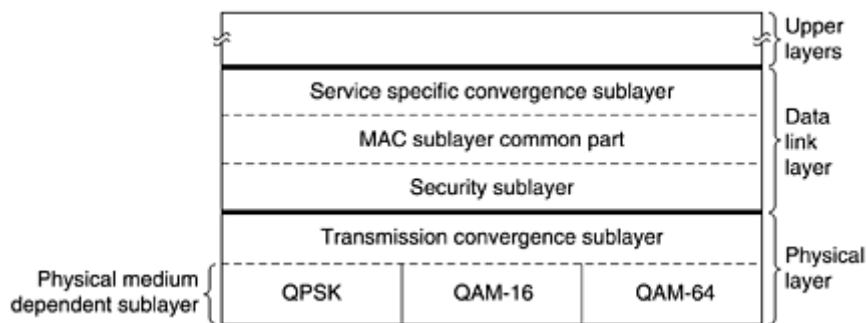 Upper
layers
Service specific convergence sublayer
Data
link
layer
MAC sublayer common part
Security sublayer
Transmission convergence sublayer
Physical
layer
Physical medium
dependent sublayer
QPSK
QAM-16
QAM-64